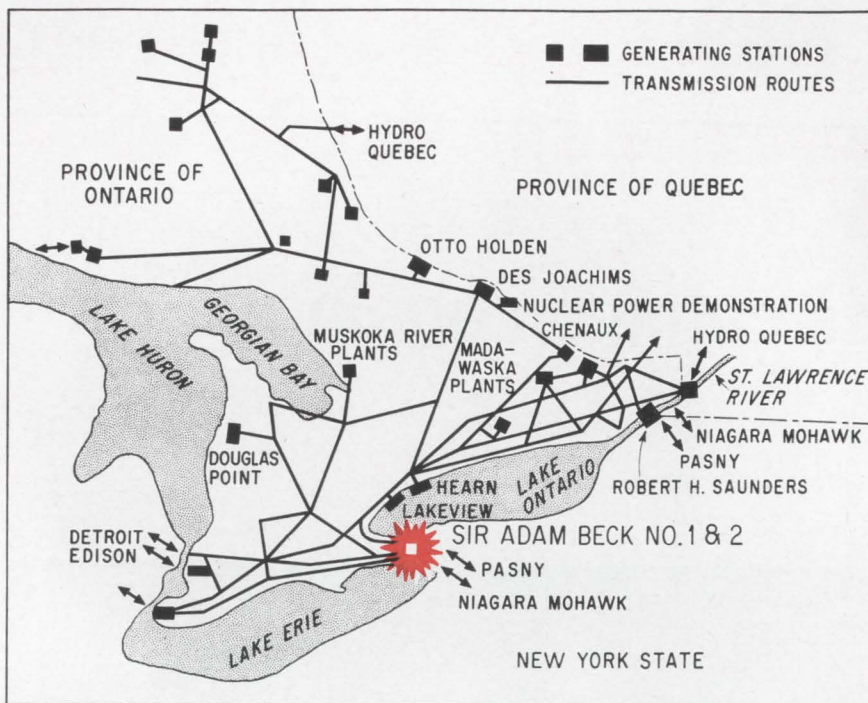 GENERATING STATIONS
TRANSMISSION ROUTES
HYDRO
QUEBEC
PROVINCE OF
ONTARIO
PROVINCE OF QUEBEC
OTTO HOLDEN
DES JOACHIMS
NUCLEAR POWER DEMONSTRATION
CHENAUX
LAKE HURON
GEORGIAN BAY
MUSKOKA RIVER
PLANTS
MADA-
WASKA
PLANTS
HYDRO QUEBEC
ST. LAWRENCE
RIVER
NIAGARA MOHAWK
PASNY
ROBERT H. SAUNDERS
DOUGLAS
POINT
HEARN
LAKEVIEW
LAKE
ONTARIO
SIR ADAM BECK NO. 1 & 2
DETROIT
EDISON
PASNY
NIAGARA MOHAWK
LAKE ERIE
NEW YORK STATE